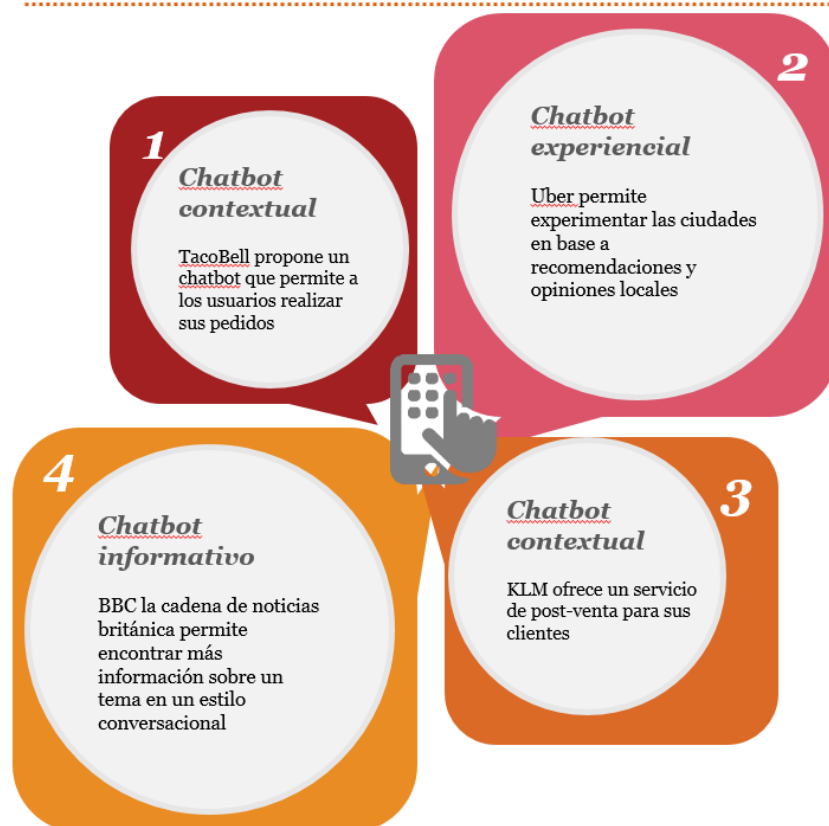 1
Chatbot
contextual
TacoBell propone un
chatbot que permite a
los usuarios realizar
sus pedidos
2
Chatbot
experiencial
Uber permite
experimentar las ciudades
en base a
recomendaciones y
opiniones locales
3
Chatbot
contextual
KLM ofrece un servicio
de post-venta para sus
clientes
4
Chatbot
informativo
BBC la cadena de noticias
británica permite
encontrar más
información sobre un
tema en un estilo
conversacional